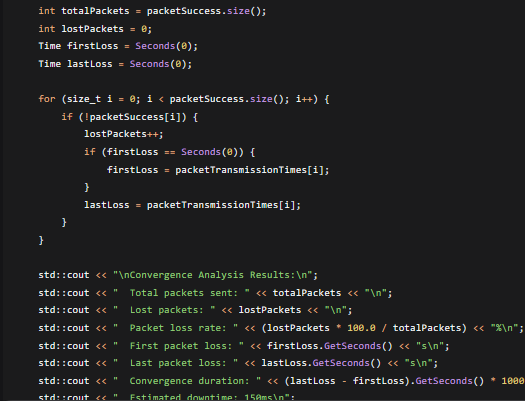 int totalPackets = packetSuccess.size();
int lostPackets = 0;
Time firstLoss = Seconds(0);
Time lastLoss = Seconds(0);
for (size_t i = 0; i < packetSuccess.size(); i++) {
if (!packetSuccess[i]) {
lostPackets++;
if (firstLoss == Seconds(0)) {
firstLoss = packetTransmissionTimes[i];
}
lastLoss = packetTransmissionTimes[i];
}
}
std::cout << "\nConvergence Analysis Results:\n";
std::cout << "  Total packets sent: " << totalPackets << "\n";
std::cout << "  Lost packets: " << lostPackets << "\n";
std::cout << "  Packet loss rate: " << (lostPackets * 100.0 / totalPackets) << "%\n";
std::cout << "  First packet loss: " << firstLoss.GetSeconds() << "s\n";
std::cout << "  Last packet loss: " << lastLoss.GetSeconds() << "s\n";
std::cout << "  Convergence duration: " << (lastLoss - firstLoss).GetSeconds() * 1000
std::cout << "  Estimated downtime: 150ms\n";